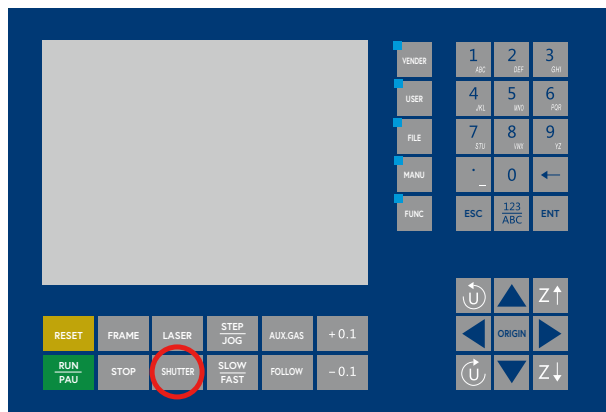 VENDER
1 ABC
2 DEF
3 GHI
USER
4 JKL
5 MNO
6 PQR
FILE
7 STU
8 VWX
9 YZ
MANU
. _
0
←
FUNC
ESC
123
ABC
ENT
U
Z↑
ORIGIN
U
Z↓
RESET
FRAME
LASER
STEP
JOG
AUX.GAS
+0.1
RUN
PAU
STOP
SHUTTER
SLOW
FAST
FOLLOW
-0.1